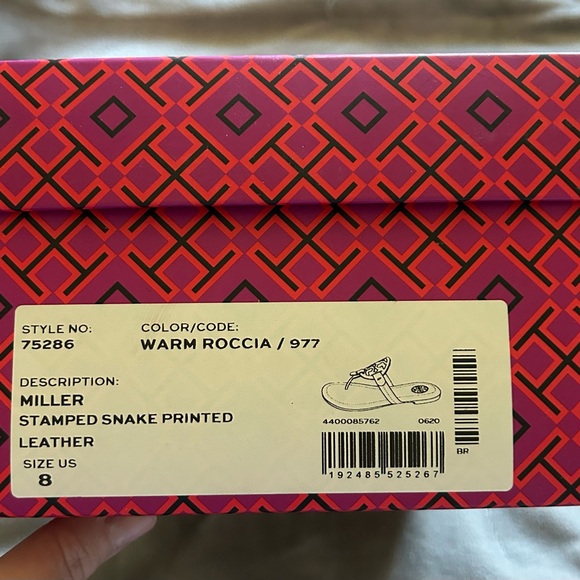 STYLE NO: COLOR/CODE:
75286 WARM ROCCIA / 977
DESCRIPTION:
MILLER
STAMPED SNAKE PRINTED
LEATHER
SIZE US
8
4400085762 0620
192485525267
BR